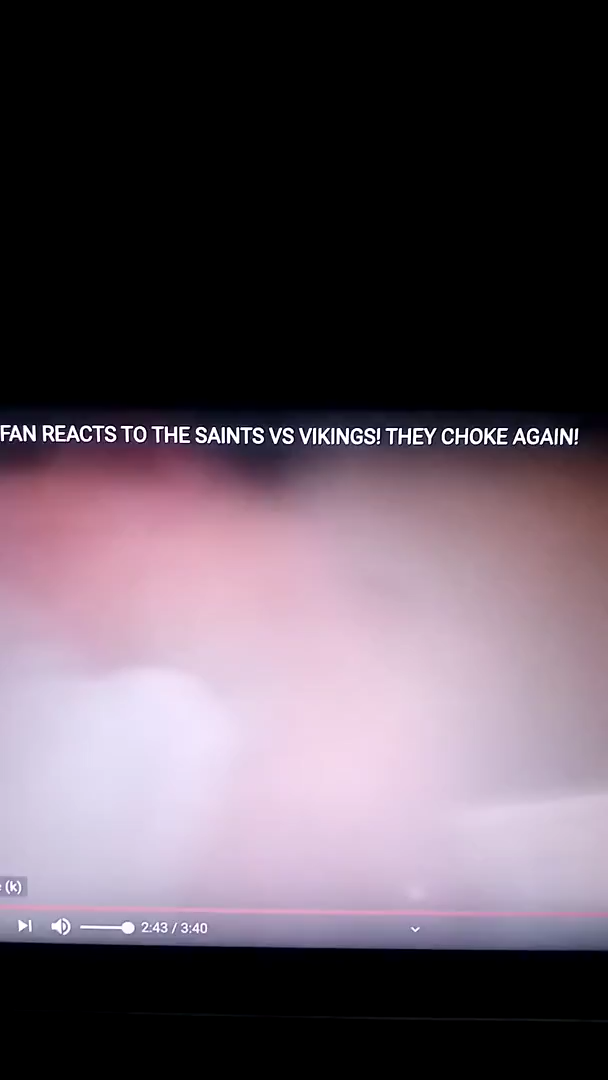 FAN REACTS TO THE SAINTS VS VIKINGS! THEY CHOKE AGAIN!
(k)
2:43 / 3:40